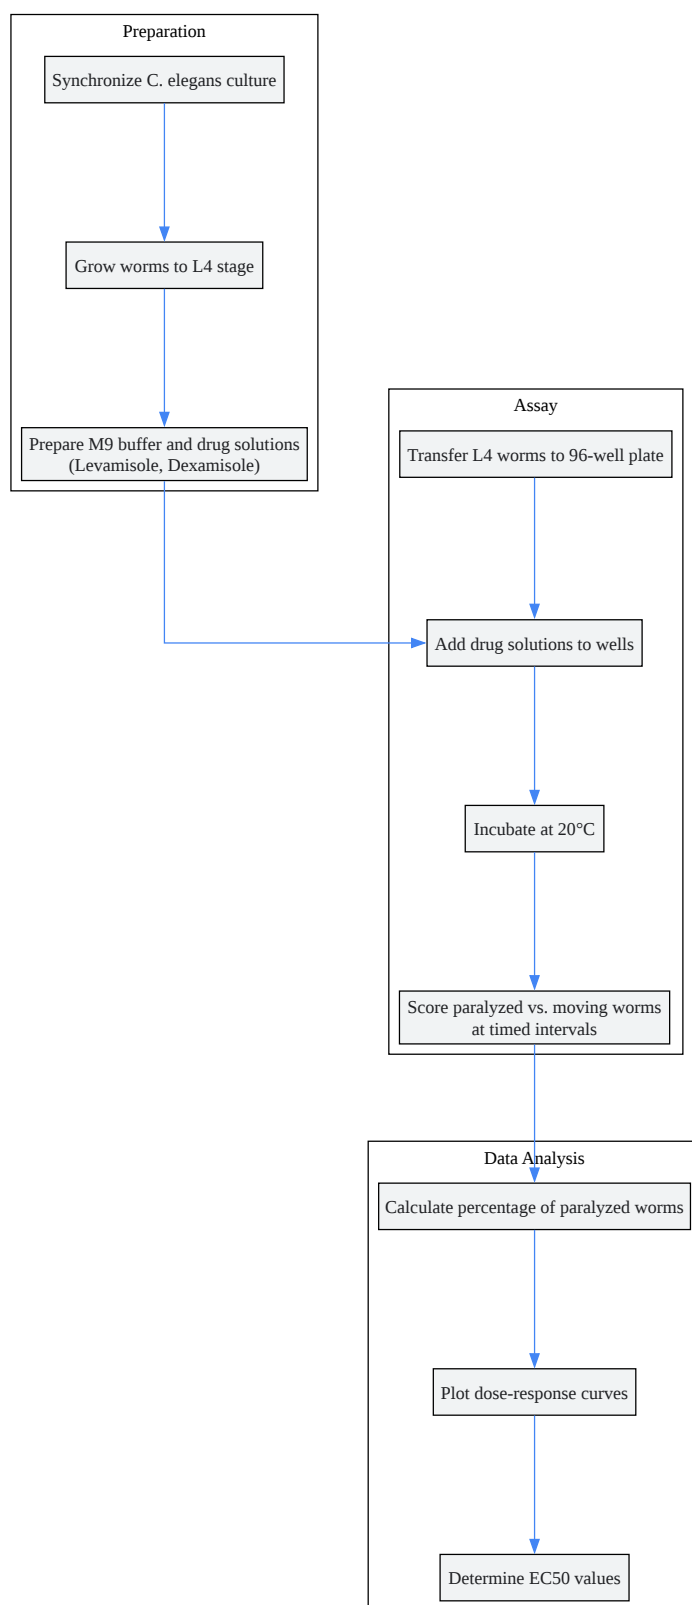 Preparation
Synchronize C. elegans culture
Grow worms to L4 stage
Prepare M9 buffer and drug solutions
(Levamisole, Dexamisole)
Assay
Transfer L4 worms to 96-well plate
Add drug solutions to wells
Incubate at 20°C
Score paralyzed vs. moving worms
at timed intervals
Data Analysis
Calculate percentage of paralyzed worms
Plot dose-response curves
Determine EC50 values